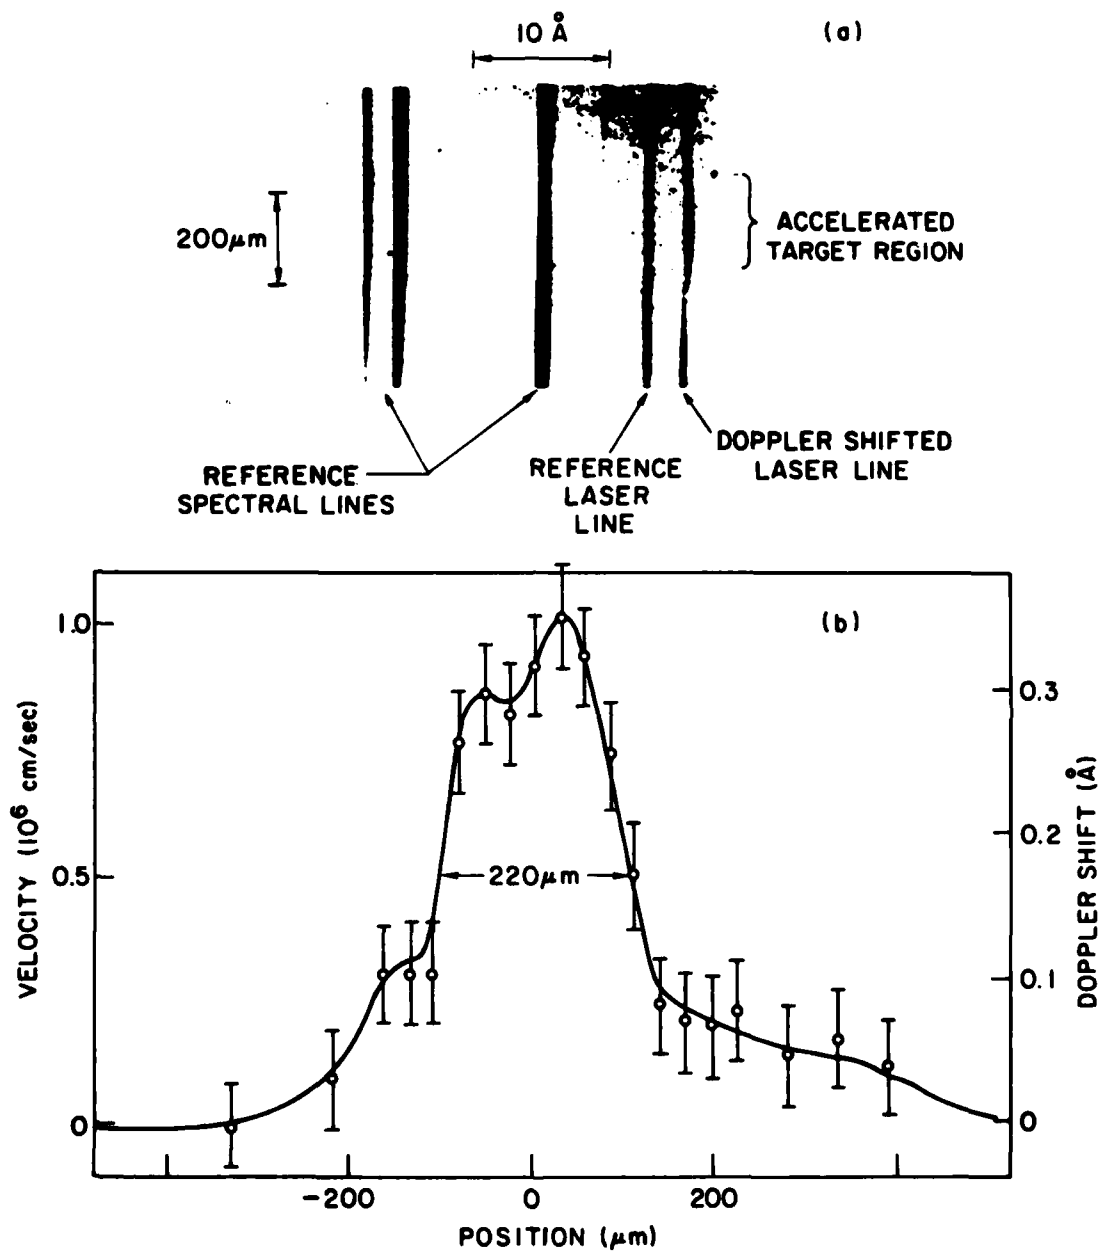 10 Å
(a)
200μm
ACCELERATED
TARGET REGION
REFERENCE
SPECTRAL LINES
REFERENCE
LASER
LINE
DOPPLER SHIFTED
LASER LINE
(b)
1.0
0.5
0
VELOCITY (10⁶ cm/sec)
220μm
0.3
0.2
0.1
0
DOPPLER SHIFT (Å)
-200
0
200
POSITION (μm)